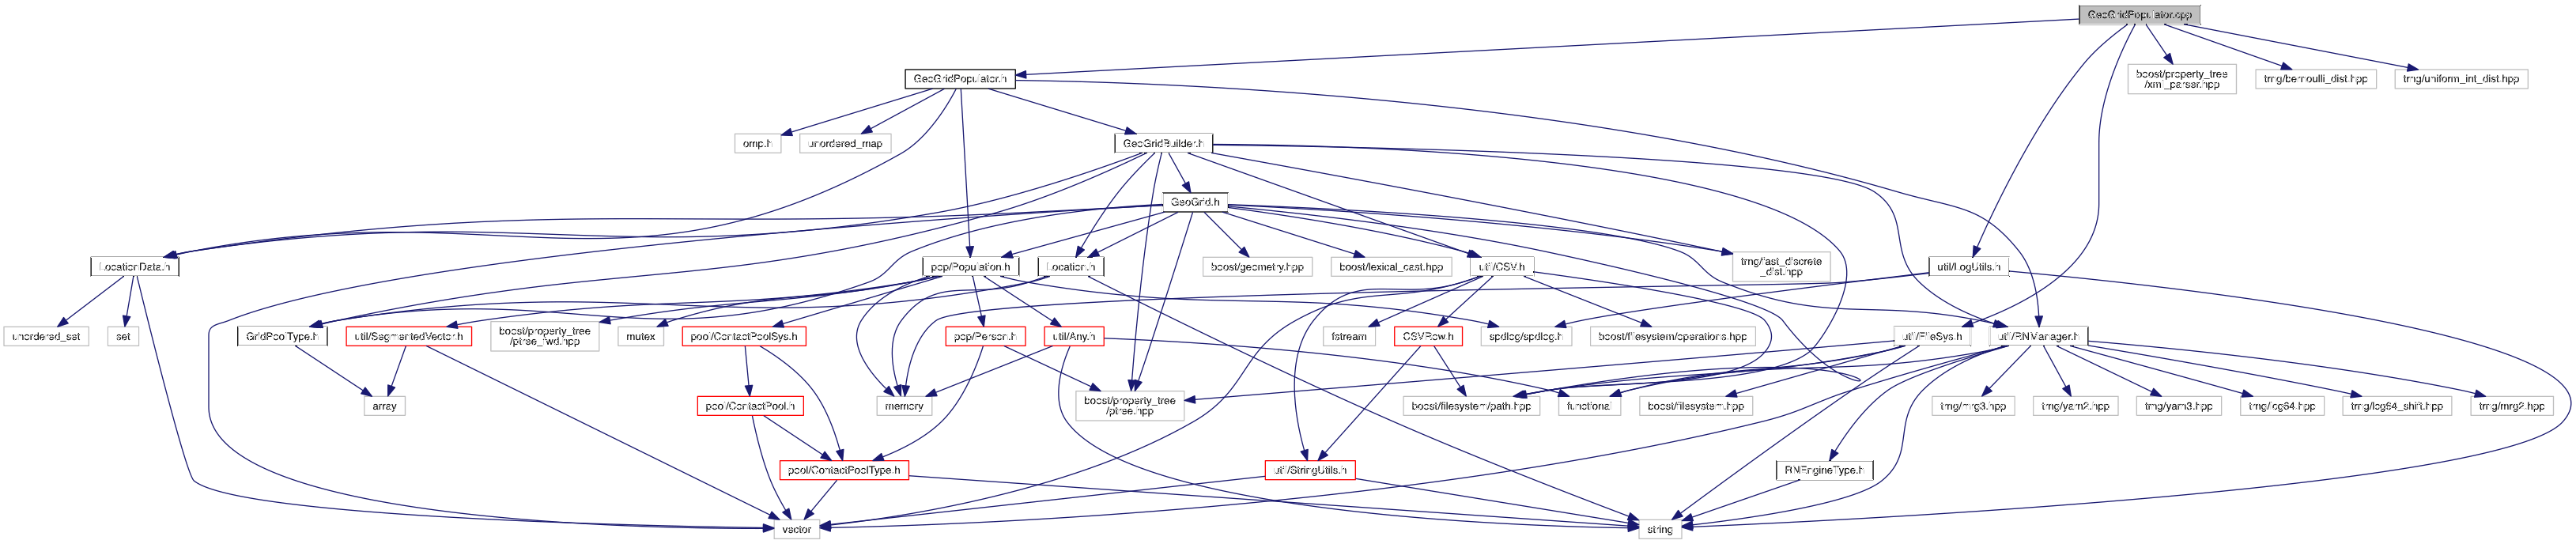 GeoGridPopulator.cpp
GeoGridPopulator.h
boost/property_tree
/xml_parser.hpp
trng/bernoulli_dist.hpp
trng/uniform_int_dist.hpp
omp.h
unordered_map
GeoGridBuilder.h
GeoGrid.h
LocationData.h
pop/Population.h
Location.h
boost/geometry.hpp
boost/lexical_cast.hpp
util/CSV.h
trng/fast_discrete
_dist.hpp
util/LogUtils.h
unordered_set
set
GridPoolType.h
util/SegmentedVector.h
boost/property_tree
/ptree_fwd.hpp
mutex
pool/ContactPoolSys.h
pop/Person.h
util/Any.h
fstream
CSVRow.h
spdlog/spdlog.h
boost/filesystem/operations.hpp
util/FileSys.h
util/RNManager.h
array
pool/ContactPool.h
memory
boost/property_tree
/ptree.hpp
boost/filesystem/path.hpp
functional
boost/filesystem.hpp
trng/mrg3.hpp
trng/yarn2.hpp
trng/yarn3.hpp
trng/lcg64.hpp
trng/lcg64_shift.hpp
trng/mrg2.hpp
pool/ContactPoolType.h
util/StringUtils.h
RNEngineType.h
vector
string